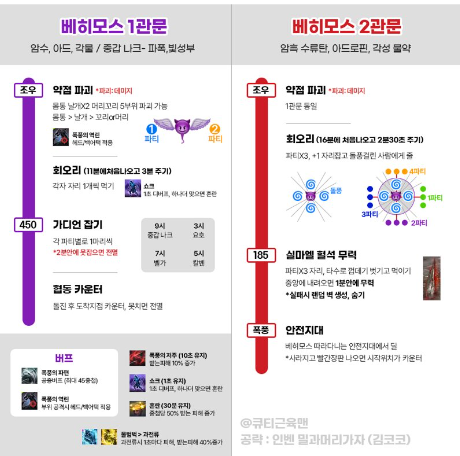 베히모스 1관문
암수, 아드, 각물 / 중갑 나크- 파폭,빛성부
조우
약점 파괴 *파괴: 데미지
몸통 날개X2 머리꼬리 5부위 파괴 가능
몸통 > 날개 > 꼬리or머리
폭풍의 역린
헤드/백어택 적용
1
파티
2
파티
회오리 (11분에처음나오고 3분 주기)
각자 자리 1개씩 먹기
쇼크
1초 디버프, 하나더 맞으면 혼란
450
가디언 잡기
각 파티별로 1마리씩
*2분안에 못잡으면 전멸
9시
중갑 나크
3시
요호
7시
벨가
5시
칼벤
협동 카운터
돌진 후 도착지점 카운터, 못치면 전멸
버프
폭풍의 파편
공증버프 (최대 45중첩)
폭풍의 역린
부위 공격시 헤드/백어택 적용
폭풍의 저주 (10초 유지)
받는피해 10% 증가
쇼크 (1초 유지)
1초 디버프, 하나더 맞으면 혼란
혼란 (30분 유지)
중첩당 50% 받는 피해 증가
물벌벅 > 과전류
과전류시 1초마다 피해, 받는피해 40%증가
베히모스 2관문
암흑 수류탄, 아드로핀, 각성 물약
조우
약점 파괴 *파괴: 데미지
1관문 동일
회오리 (16분에 처음나오고 2분30초 주기)
파티X3, +1 자리잡고 돌풍걸린 사람에게 줄
돌풍
4파티
1파티
3파티
2파티
185
실마엘 혈석 무력
파티X3 자리, 타수로 껍데기 벗기고 먹이기
중앙에 내려오면 1분안에 무력
*실패시 랜덤 벽 생성, 숨기
폭풍
안전지대
베히모스 따라다니는 안전지대에서 딜
*사라지고 빨간장판 나오면 시작위치가 카운터
@큐티근육맨
공략 : 인벤 밀과머리가자 (김코코)